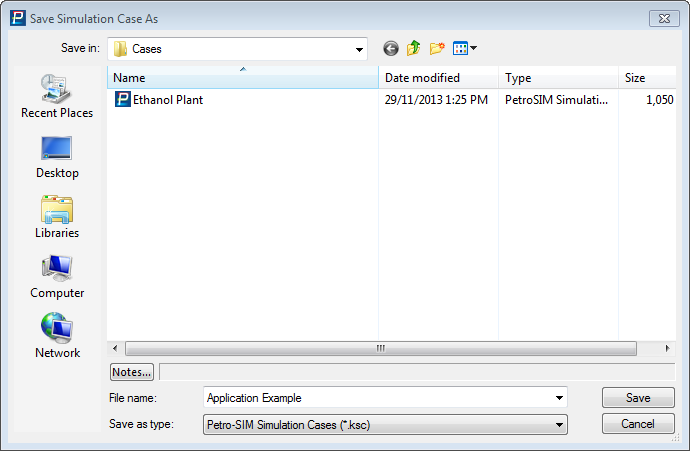 Save Simulation Case As
Save in: Cases
Name Date modified Type Size
Ethanol Plant 29/11/2013 1:25 PM PetroSIM Simulati... 1,050
Recent Places
Desktop
Libraries
Computer
Network
Notes...
File name: Application Example Save
Save as type: Petro-SIM Simulation Cases (*.ksc) Cancel